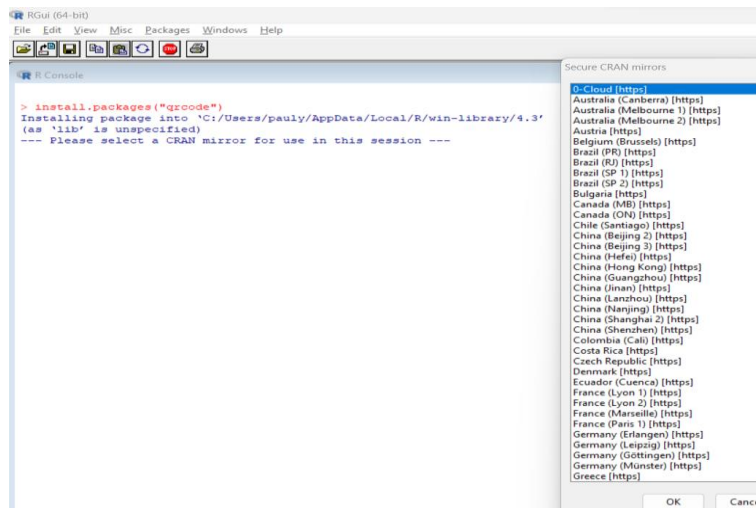 RGui (64-bit)
File Edit View Misc Packages Windows Help
STOP
R Console
> install.packages("qrcode")
Installing package into ‘C:/Users/pauly/AppData/Local/R/win-library/4.3’
(as ‘lib’ is unspecified)
--- Please select a CRAN mirror for use in this session ---
Secure CRAN mirrors
0-Cloud [https]
Australia (Canberra) [https]
Australia (Melbourne 1) [https]
Australia (Melbourne 2) [https]
Austria [https]
Belgium (Brussels) [https]
Brazil (PR) [https]
Brazil (RJ) [https]
Brazil (SP 1) [https]
Brazil (SP 2) [https]
Bulgaria [https]
Canada (MB) [https]
Canada (ON) [https]
Chile (Santiago) [https]
China (Beijing 2) [https]
China (Beijing 3) [https]
China (Hefei) [https]
China (Hong Kong) [https]
China (Guangzhou) [https]
China (Jinan) [https]
China (Lanzhou) [https]
China (Nanjing) [https]
China (Shanghai 2) [https]
China (Shenzhen) [https]
Colombia (Cali) [https]
Costa Rica [https]
Czech Republic [https]
Denmark [https]
Ecuador (Cuenca) [https]
France (Lyon 1) [https]
France (Lyon 2) [https]
France (Marseille) [https]
France (Paris 1) [https]
Germany (Erlangen) [https]
Germany (Leipzig) [https]
Germany (Göttingen) [https]
Germany (Münster) [https]
Greece [https]
OK Cance